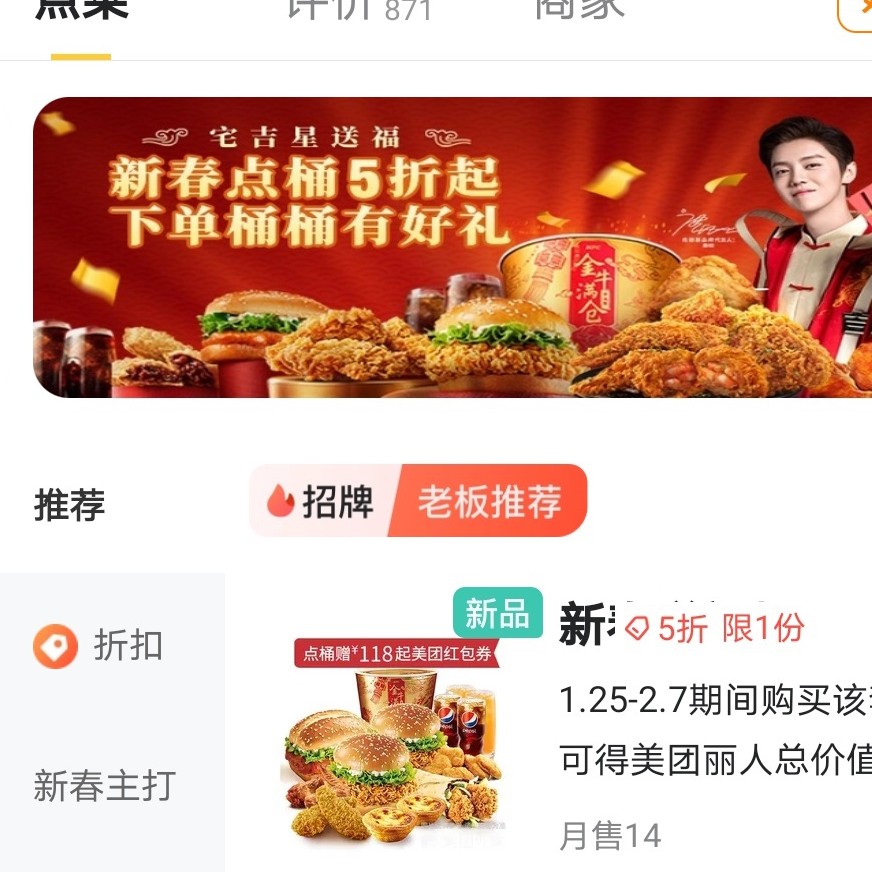 点菜
评价 871
商家
宅吉星送福
新春点桶5折起
下单桶桶有好礼
金牛满仓
推荐
招牌 老板推荐
折扣
新春主打
新品
点桶赠¥118起美团红包券
pepsi pepsi
新春
5折 限1份
1.25-2.7期间购买该
可得美团丽人总价值
月售14